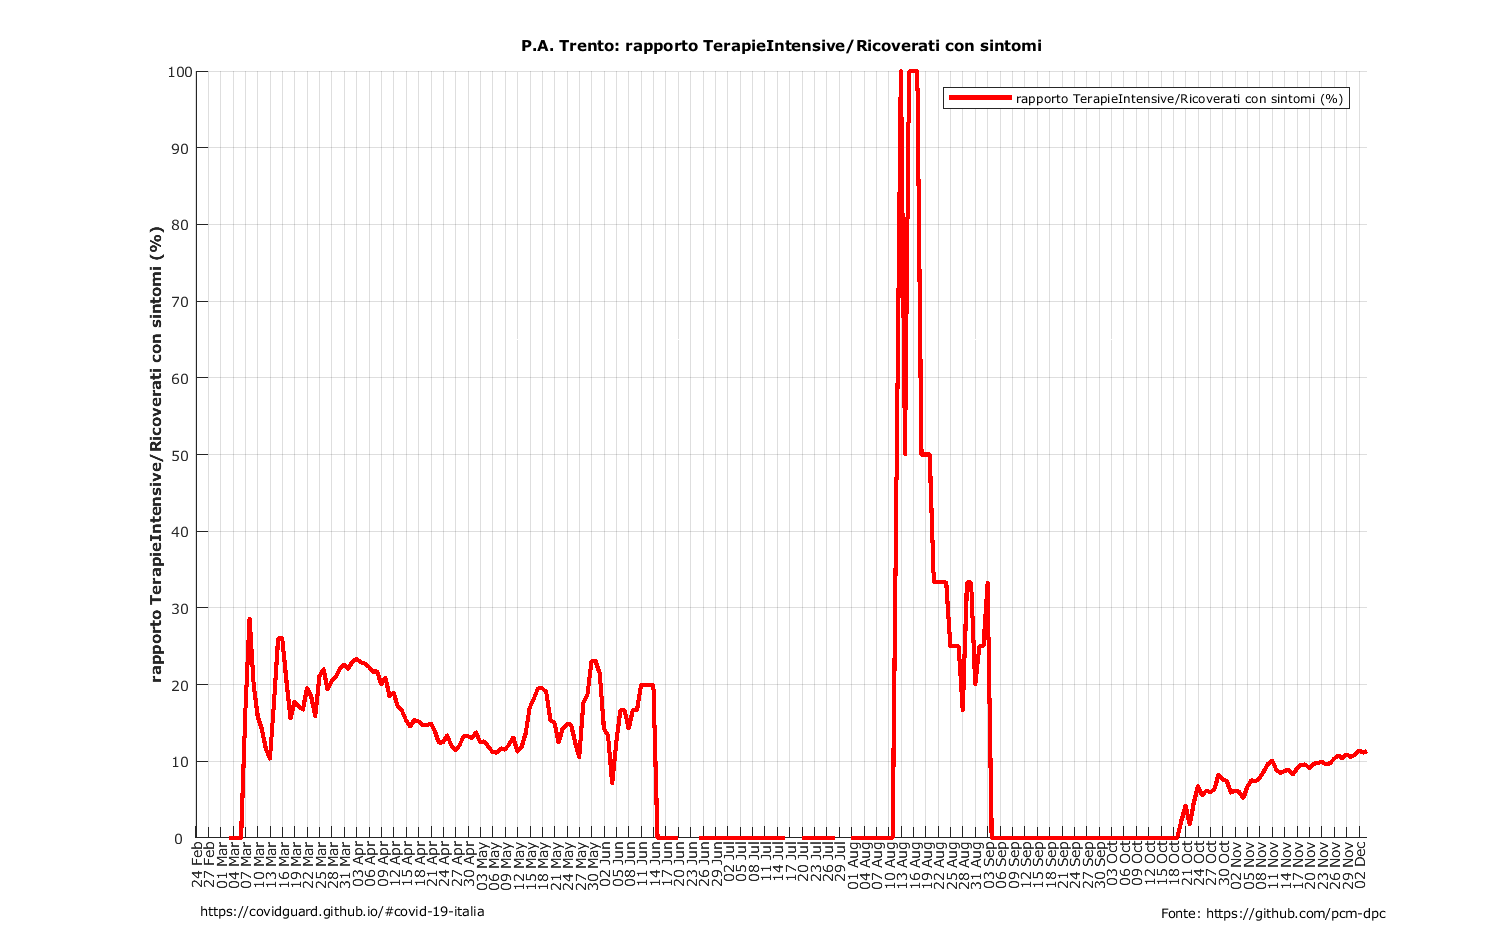 P.A. Trento: rapporto TerapieIntensive/Ricoverati con sintomi
rapporto TerapieIntensive/Ricoverati con sintomi (%)
rapporto TerapieIntensive/Ricoverati con sintomi (%)
100
90
80
70
60
50
40
30
20
10
0
24 Feb
27 Feb
01 Mar
04 Mar
07 Mar
10 Mar
13 Mar
16 Mar
19 Mar
22 Mar
25 Mar
28 Mar
31 Mar
03 Apr
06 Apr
09 Apr
12 Apr
15 Apr
18 Apr
21 Apr
24 Apr
27 Apr
30 Apr
03 May
06 May
09 May
12 May
15 May
18 May
21 May
24 May
27 May
30 May
02 Jun
05 Jun
08 Jun
11 Jun
14 Jun
17 Jun
20 Jun
23 Jun
26 Jun
29 Jun
02 Jul
05 Jul
08 Jul
11 Jul
14 Jul
17 Jul
20 Jul
23 Jul
26 Jul
29 Jul
01 Aug
04 Aug
07 Aug
10 Aug
13 Aug
16 Aug
19 Aug
22 Aug
25 Aug
28 Aug
31 Aug
03 Sep
06 Sep
09 Sep
12 Sep
15 Sep
18 Sep
21 Sep
24 Sep
27 Sep
30 Sep
03 Oct
06 Oct
09 Oct
12 Oct
15 Oct
18 Oct
21 Oct
24 Oct
27 Oct
30 Oct
02 Nov
05 Nov
08 Nov
11 Nov
14 Nov
17 Nov
20 Nov
23 Nov
26 Nov
29 Nov
02 Dec
https://covidguard.github.io/#covid-19-italia
Fonte: https://github.com/pcm-dpc